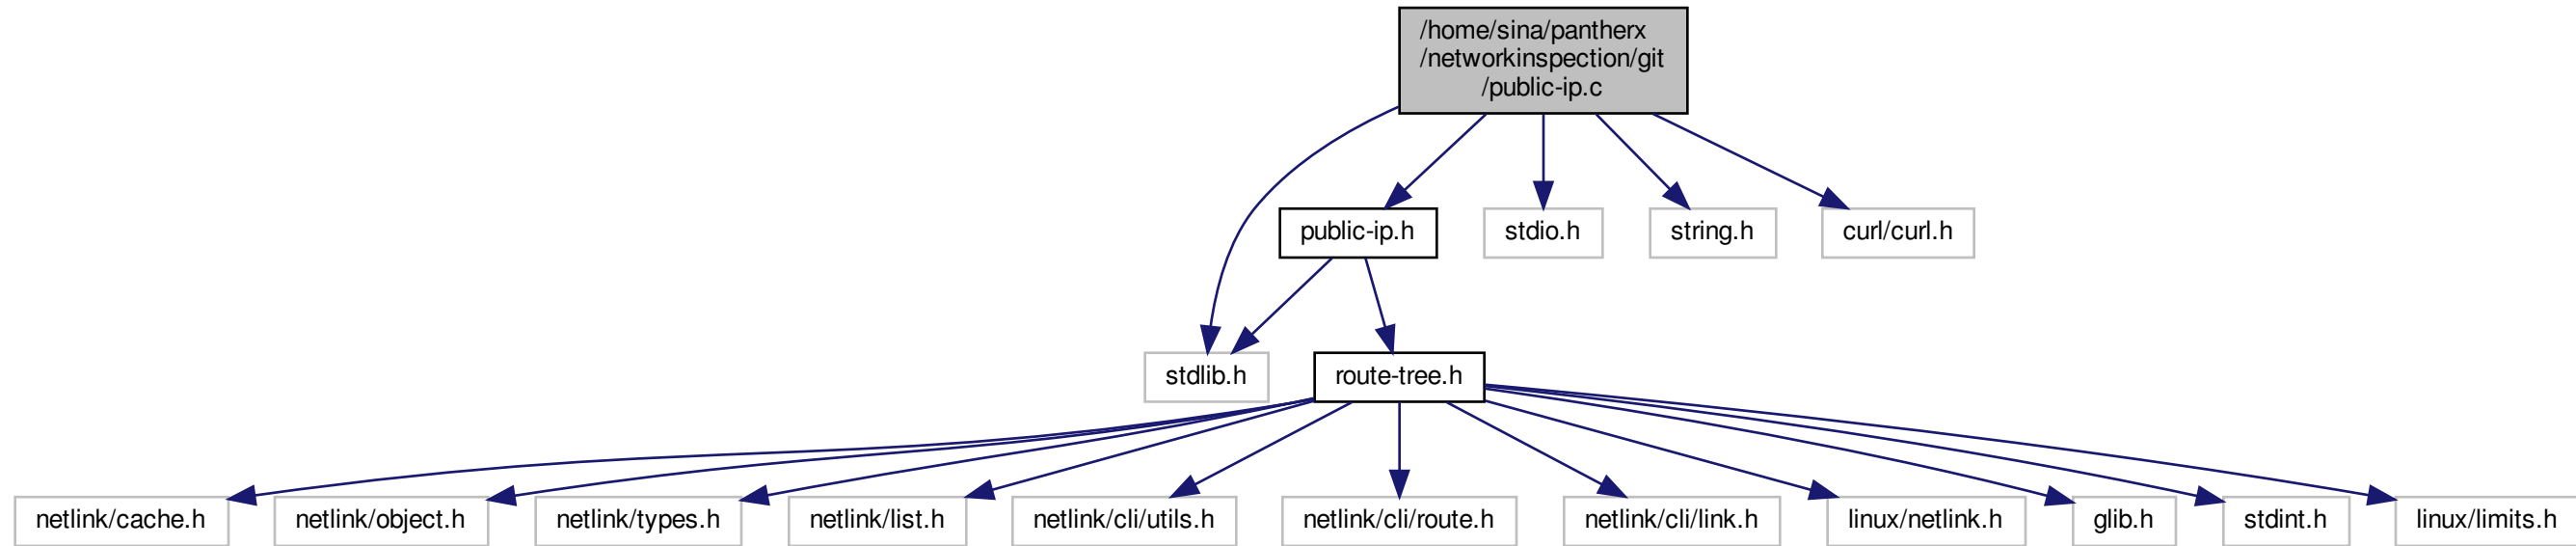 /home/sina/pantherx
/networkinspection/git
/public-ip.c
public-ip.h
stdio.h
string.h
curl/curl.h
stdlib.h
route-tree.h
netlink/cache.h
netlink/object.h
netlink/types.h
netlink/list.h
netlink/cli/utils.h
netlink/cli/route.h
netlink/cli/link.h
linux/netlink.h
glib.h
stdint.h
linux/limits.h